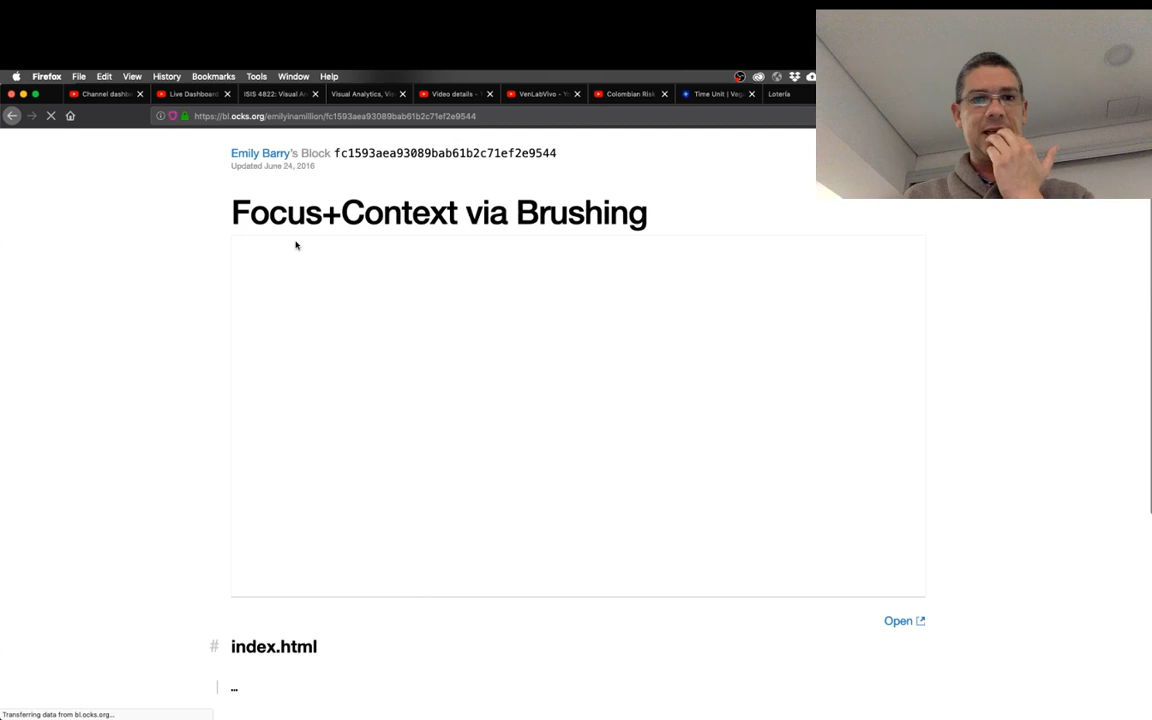 Firefox File Edit View History Bookmarks Tools Window Help
Channel dashb Live Dashboard ISIS 4822: Visual A Visual Analytics, Vi Video details - VenLabVivo - Yo Colombian Risk Time Unit | Veg Lotería
https://bl.ocks.org/emilyinamillion/fc1593aea93089bab61b2c71ef2e9544
Emily Barry's Block fc1593aea93089bab61b2c71ef2e9544
Updated June 24, 2016
Focus+Context via Brushing
Open
# index.html
...
Transferring data from bl.ocks.org...